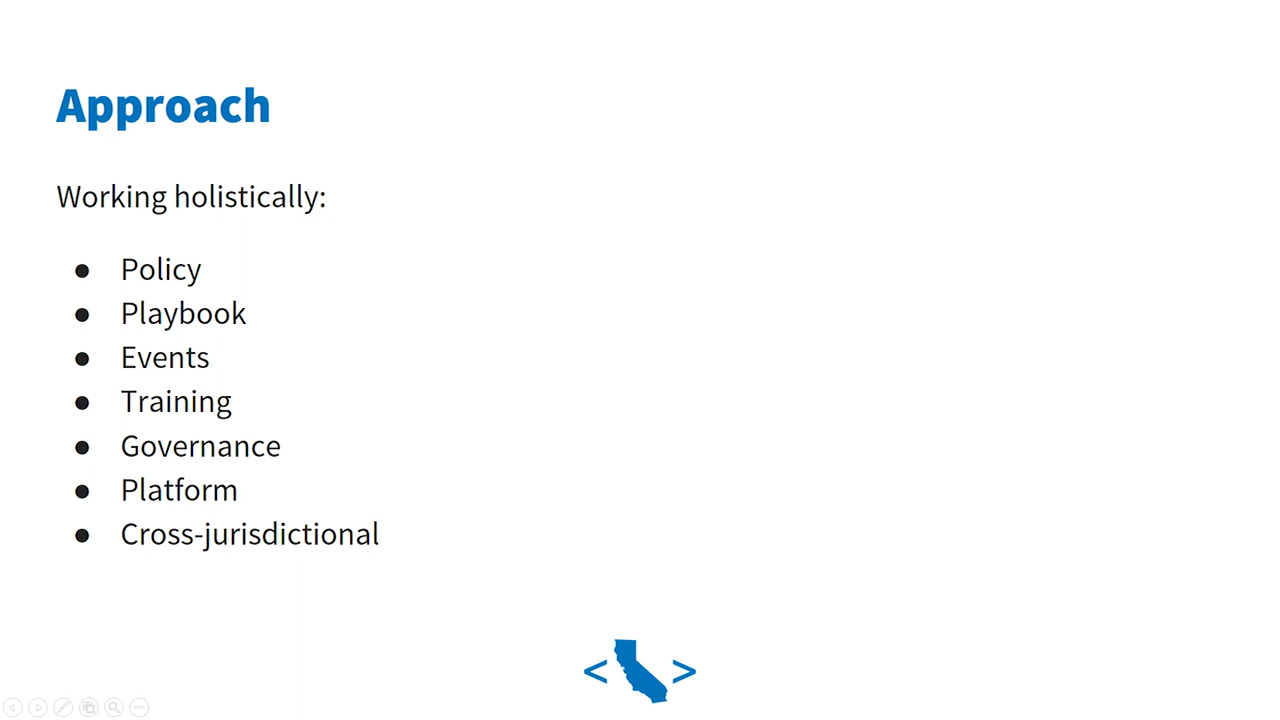 Approach
Working holistically:
● Policy
● Playbook
● Events
● Training
● Governance
● Platform
● Cross-jurisdictional
< >